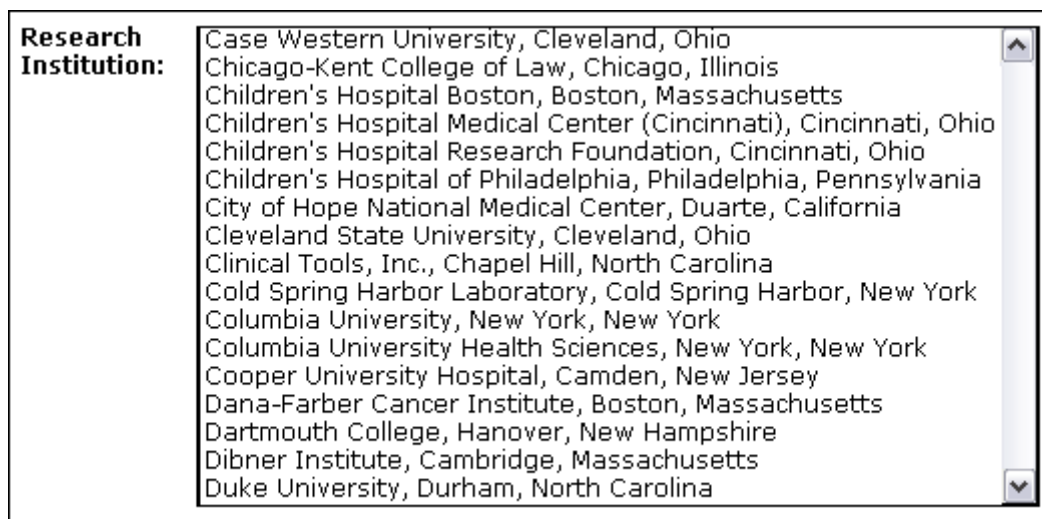 Research
Institution:
Case Western University, Cleveland, Ohio
Chicago-Kent College of Law, Chicago, Illinois
Children's Hospital Boston, Boston, Massachusetts
Children's Hospital Medical Center (Cincinnati), Cincinnati, Ohio
Children's Hospital Research Foundation, Cincinnati, Ohio
Children's Hospital of Philadelphia, Philadelphia, Pennsylvania
City of Hope National Medical Center, Duarte, California
Cleveland State University, Cleveland, Ohio
Clinical Tools, Inc., Chapel Hill, North Carolina
Cold Spring Harbor Laboratory, Cold Spring Harbor, New York
Columbia University, New York, New York
Columbia University Health Sciences, New York, New York
Cooper University Hospital, Camden, New Jersey
Dana-Farber Cancer Institute, Boston, Massachusetts
Dartmouth College, Hanover, New Hampshire
Dibner Institute, Cambridge, Massachusetts
Duke University, Durham, North Carolina